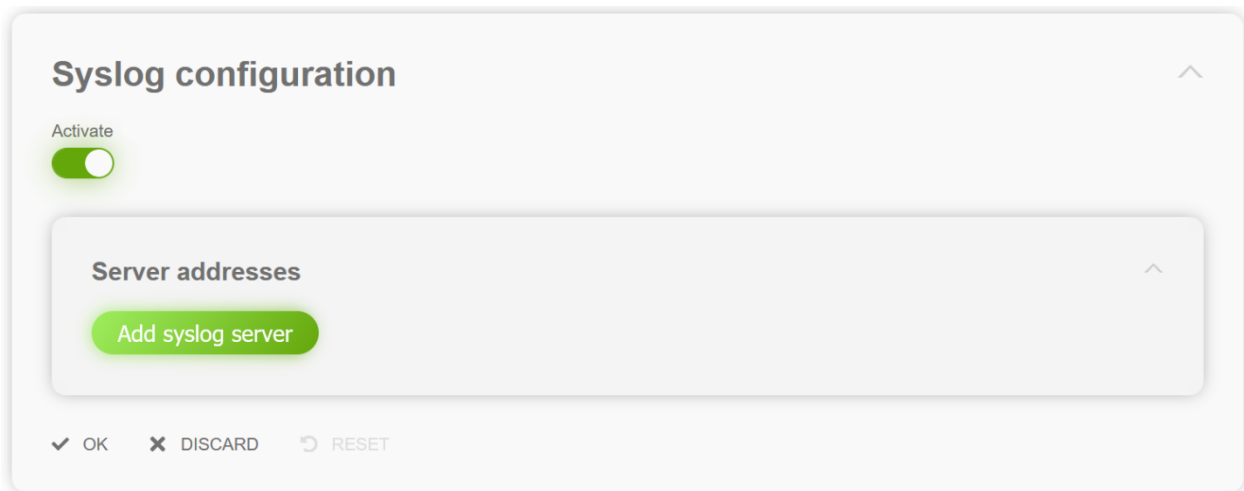 Syslog configuration
Activate
Server addresses
Add syslog server
OK DISCARD RESET